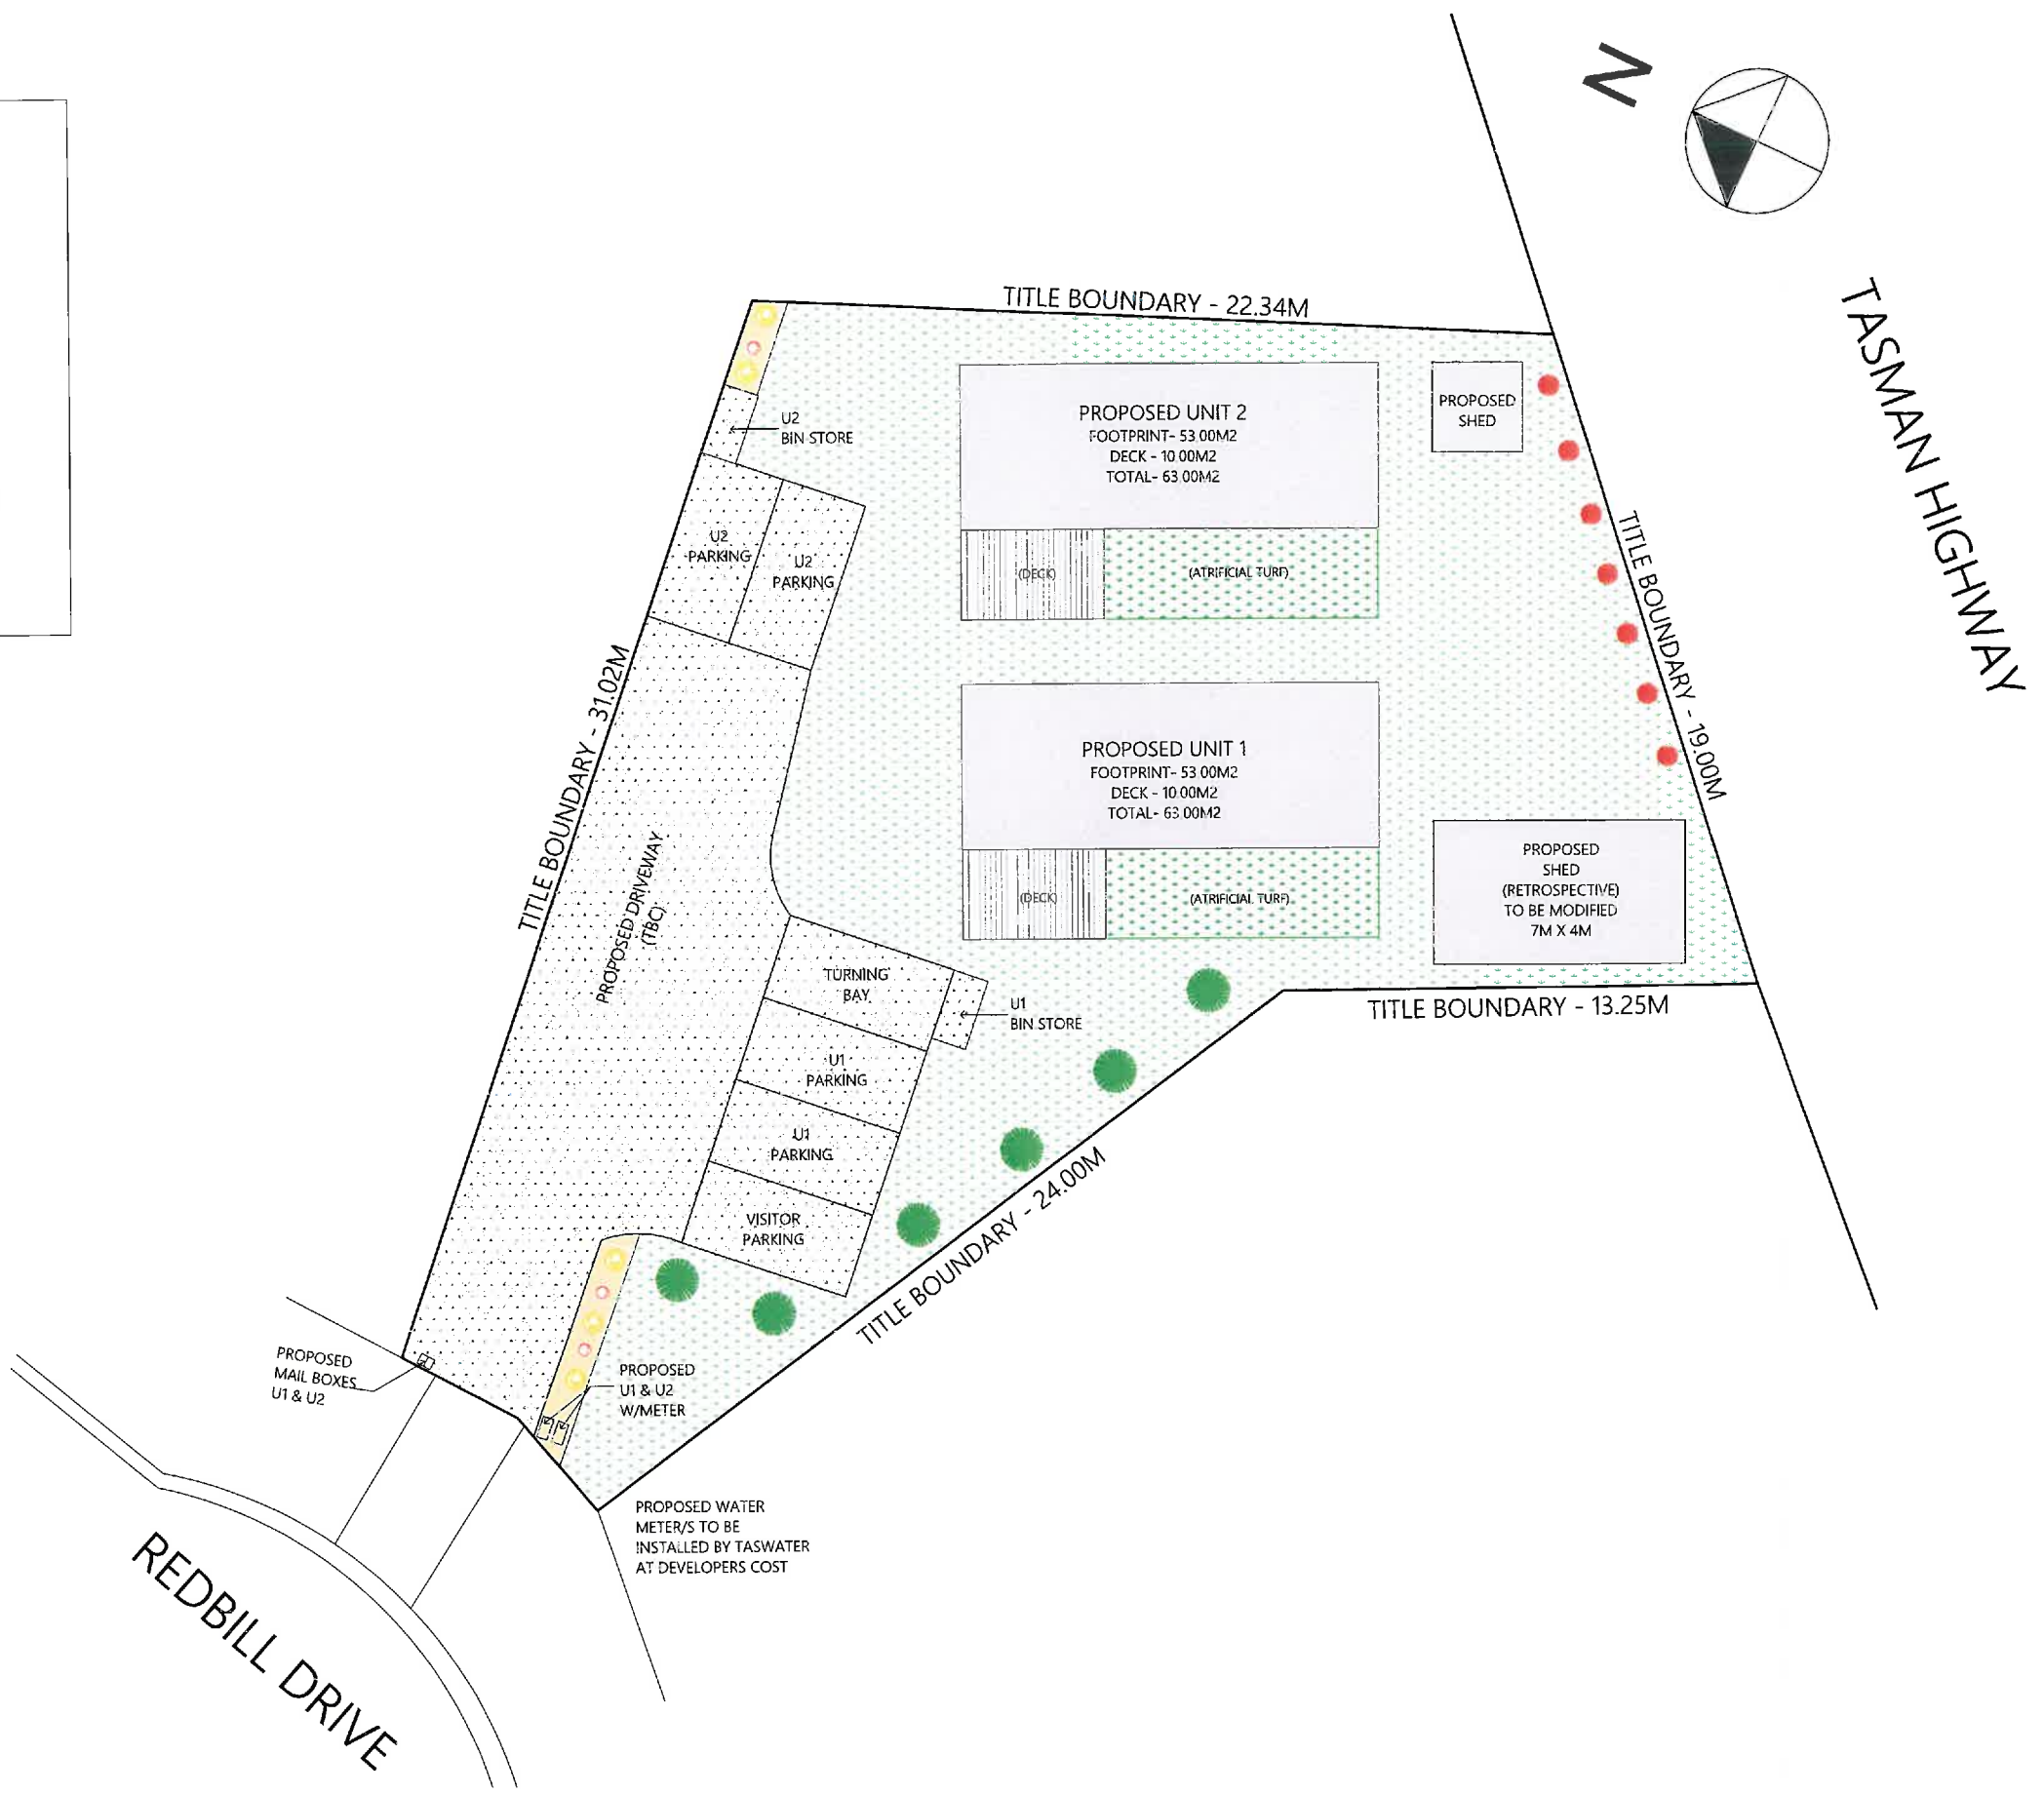 N
TASMAN HIGHWAY
TITLE BOUNDARY - 22.34M
PROPOSED UNIT 2
FOOTPRINT- 53.00M2
DECK - 10.00M2
TOTAL- 63.00M2
PROPOSED
SHED
U2
BIN STORE
U2
PARKING
U2
PARKING
(DECK)
(ATRIFICIAL TURF)
TITLE BOUNDARY - 19.00M
TITLE BOUNDARY - 31.02M
PROPOSED UNIT 1
FOOTPRINT- 53.00M2
DECK - 10.00M2
TOTAL- 63.00M2
(DECK)
(ATRIFICIAL TURF)
PROPOSED
SHED
(RETROSPECTIVE)
TO BE MODIFIED
7M X 4M
PROPOSED DRIVEWAY
(TBC)
TURNING
BAY
U1
BIN STORE
TITLE BOUNDARY - 13.25M
U1
PARKING
U1
PARKING
VISITOR
PARKING
TITLE BOUNDARY - 24.00M
PROPOSED
MAIL BOXES
U1 & U2
PROPOSED
U1 & U2
W/METER
PROPOSED WATER
METER/S TO BE
INSTALLED BY TASWATER
AT DEVELOPERS COST
REDBILL DRIVE